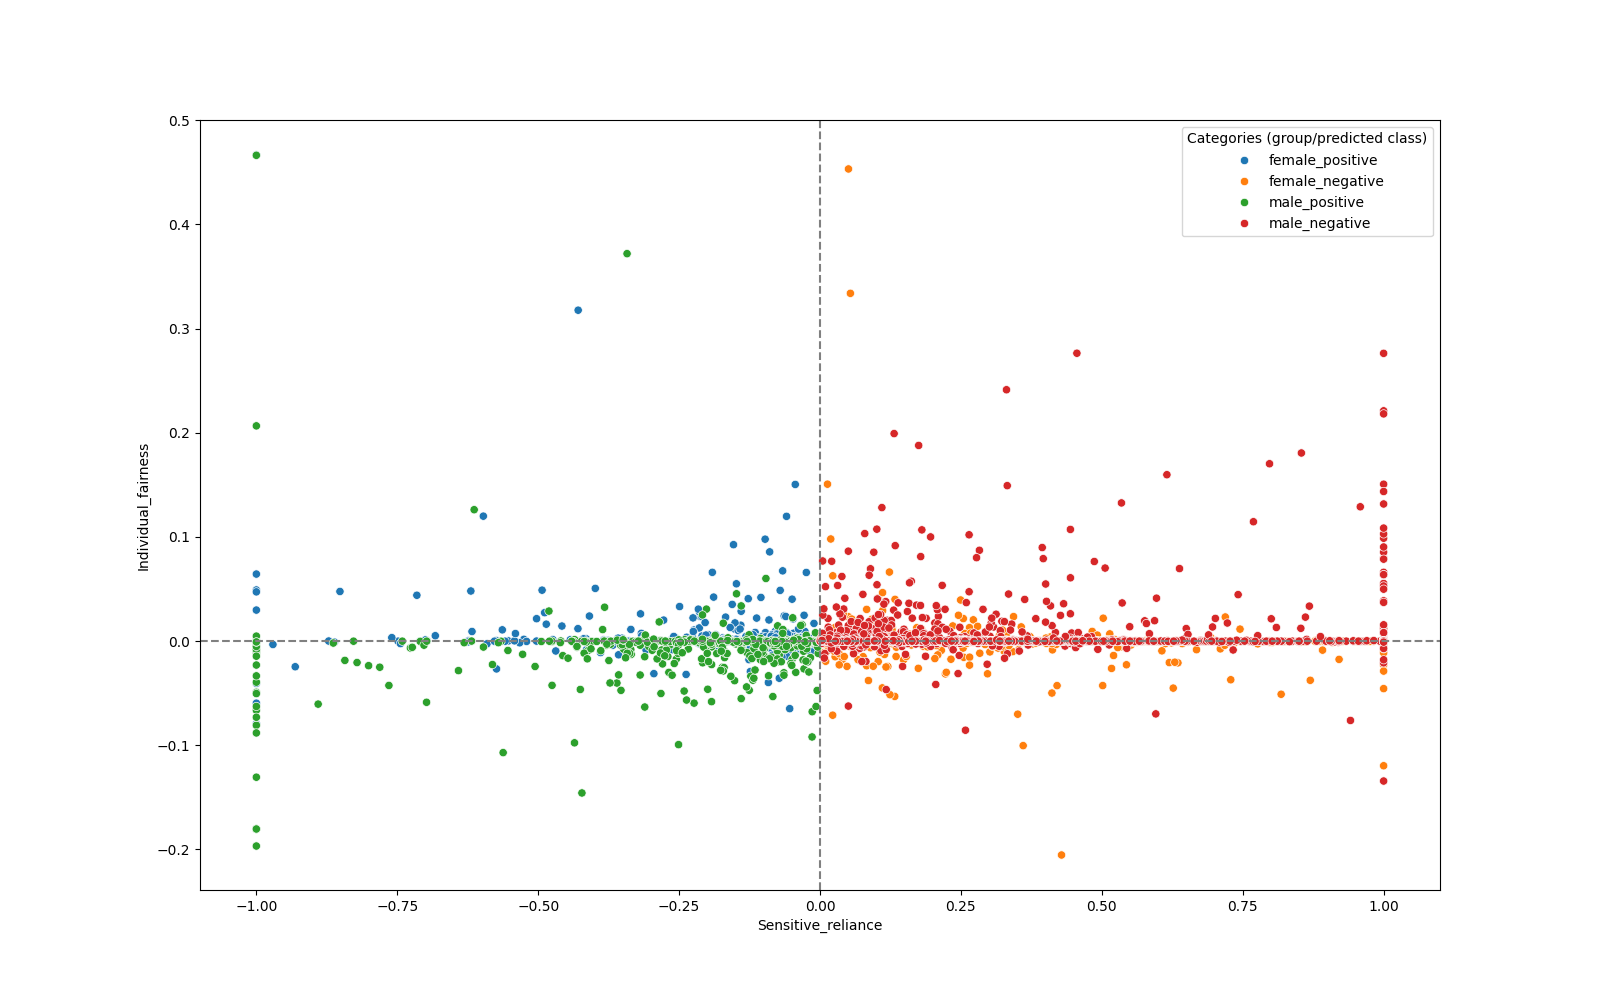 0.5
0.4
0.3
0.2
0.1
0.0
−0.1
−0.2
Individual_fairness
−1.00 −0.75 −0.50 −0.25 0.00 0.25 0.50 0.75 1.00
Sensitive_reliance
Categories (group/predicted class)
female_positive
female_negative
male_positive
male_negative